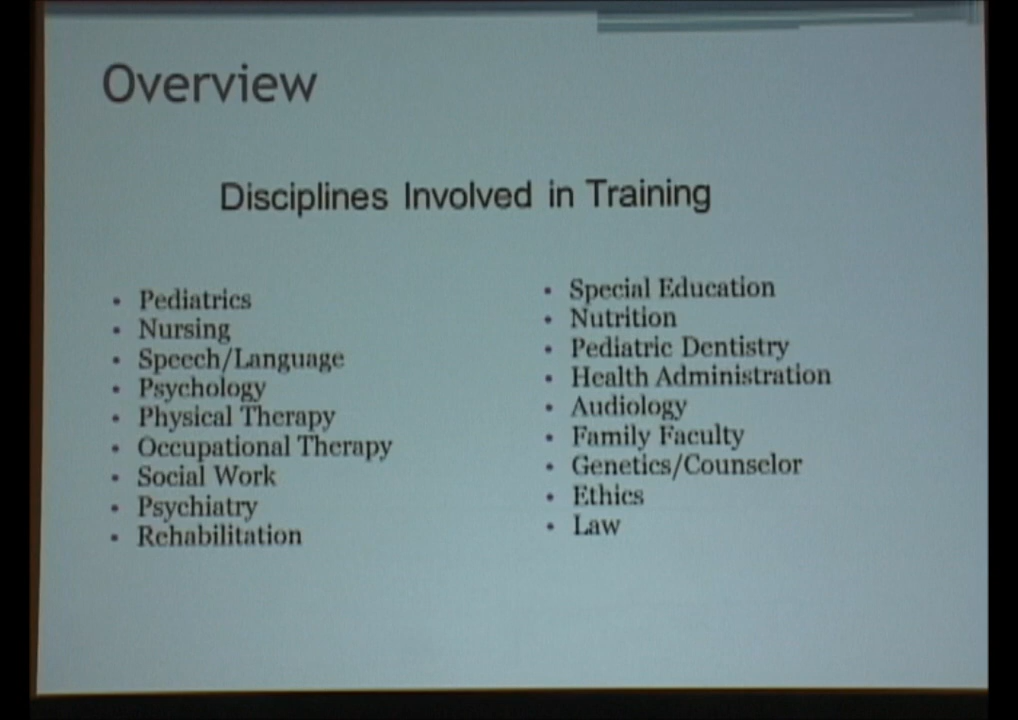 Overview
Disciplines Involved in Training
• Pediatrics
• Nursing
• Speech/Language
• Psychology
• Physical Therapy
• Occupational Therapy
• Social Work
• Psychiatry
• Rehabilitation
• Special Education
• Nutrition
• Pediatric Dentistry
• Health Administration
• Audiology
• Family Faculty
• Genetics/Counselor
• Ethics
• Law